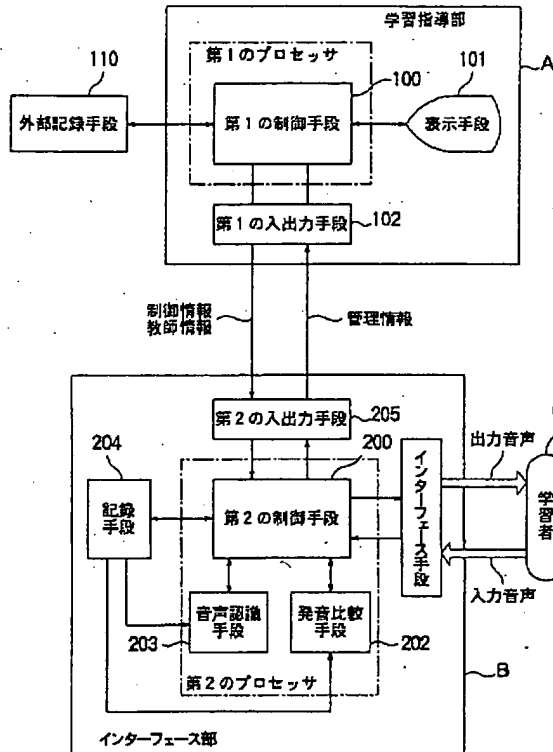 学習指導部
110
第1のプロセッサ
100
101
A
外部記録手段
第1の制御手段
表示手段
第1の入出力手段
102
制御情報
教師情報
管理情報
第2の入出力手段
205
204
200
出力音声
記録
手段
第2の制御手段
インターフェース手段
学習者
入力音声
音声認識
手段
発音比較
手段
203
202
第2のプロセッサ
B
インターフェース部